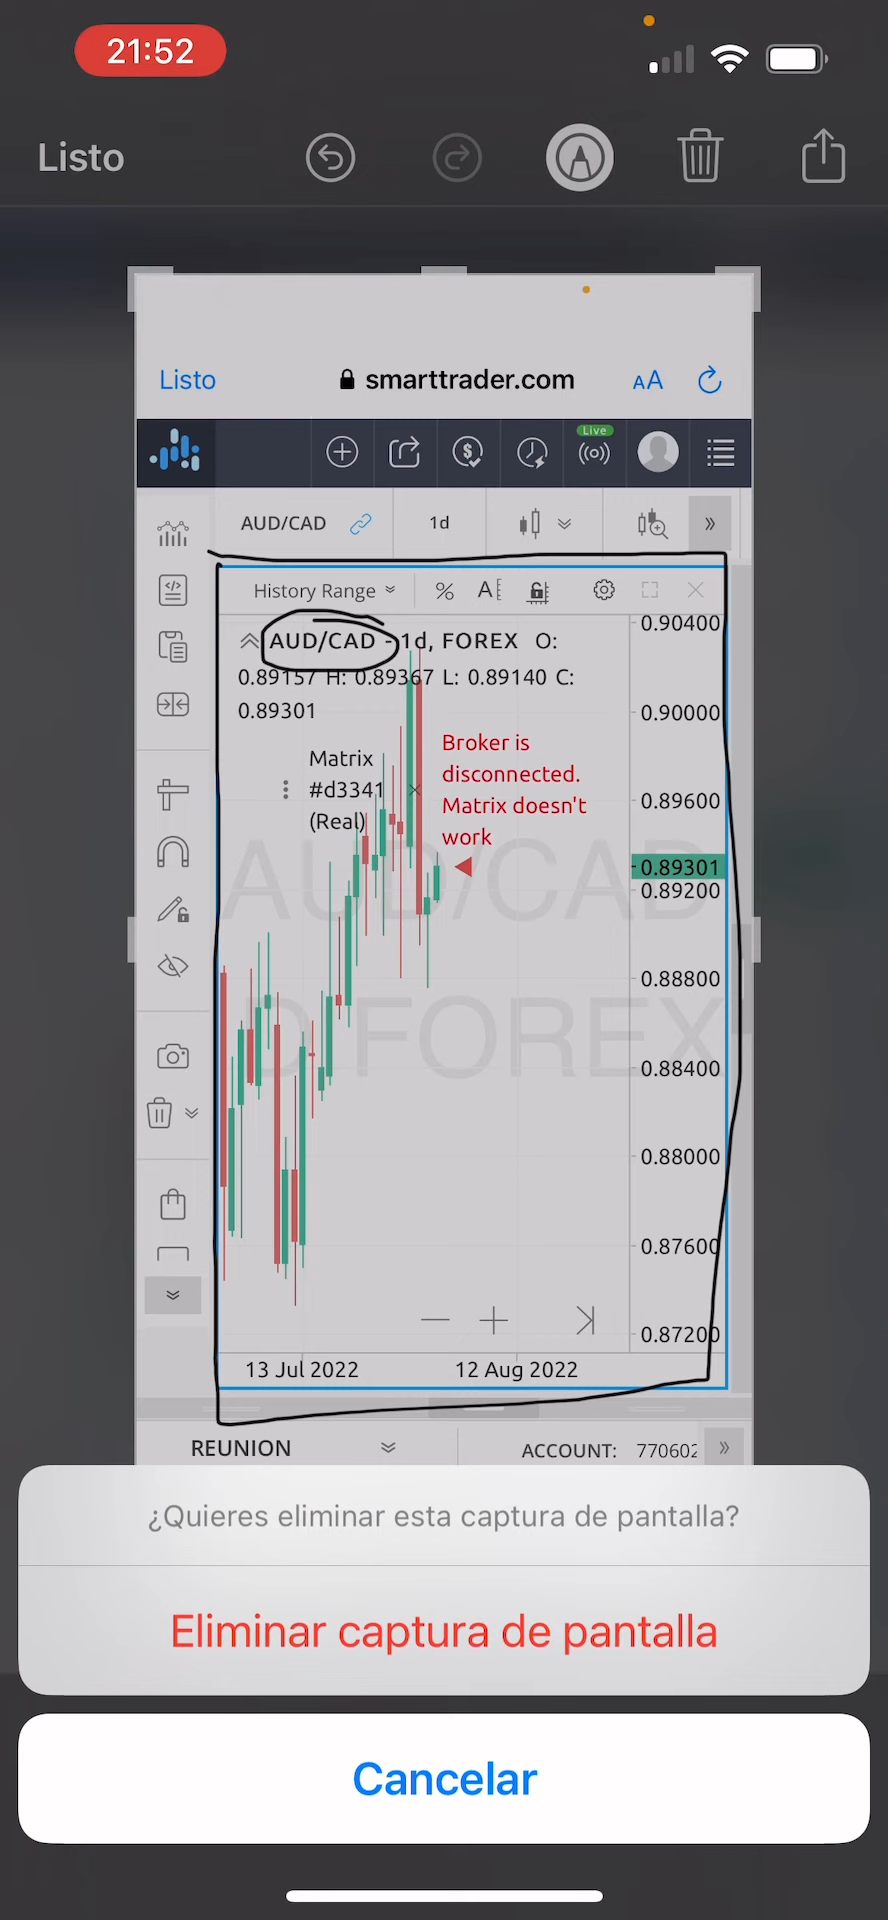 21:52
Listo
Listo
smarttrader.com
AA
Live
AUD/CAD
1d
History Range
%
A
AUD/CAD - 1d, FOREX O:
0.89157 H: 0.89367 L: 0.89140 C:
0.89301
Matrix
#d3341
(Real)
Broker is
disconnected.
Matrix doesn't
work
AUD/CAD
D FOREX
0.90400
0.90000
0.89600
0.89301
0.89200
0.88800
0.88400
0.88000
0.87600
0.87200
13 Jul 2022
12 Aug 2022
REUNION
ACCOUNT: 770602
¿Quieres eliminar esta captura de pantalla?
Eliminar captura de pantalla
Cancelar